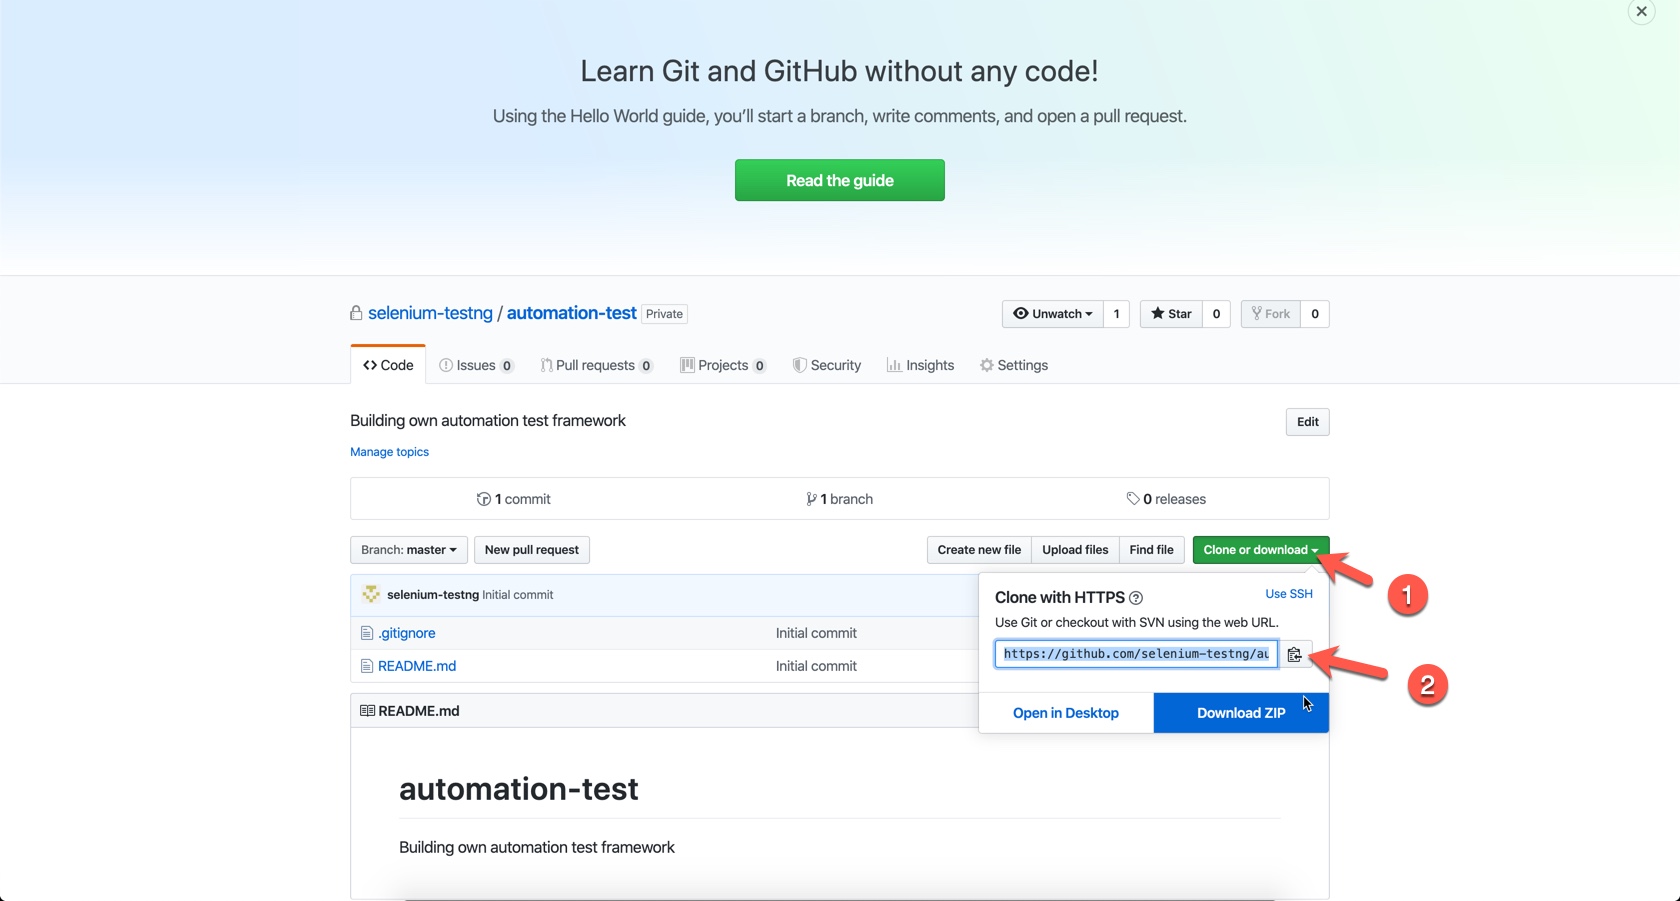 Learn Git and GitHub without any code!
Using the Hello World guide, you’ll start a branch, write comments, and open a pull request.
Read the guide
selenium-testng / automation-test Private
Unwatch 1 Star 0 Fork 0
Code Issues 0 Pull requests 0 Projects 0 Security Insights Settings
Building own automation test framework Edit
Manage topics
1 commit 1 branch 0 releases
Branch: master New pull request Create new file Upload files Find file Clone or download
1
selenium-testng Initial commit
Clone with HTTPS Use SSH
Use Git or checkout with SVN using the web URL.
.gitignore Initial commit
https://github.com/selenium-testng/au
README.md Initial commit
2
README.md
Open in Desktop Download ZIP
automation-test
Building own automation test framework